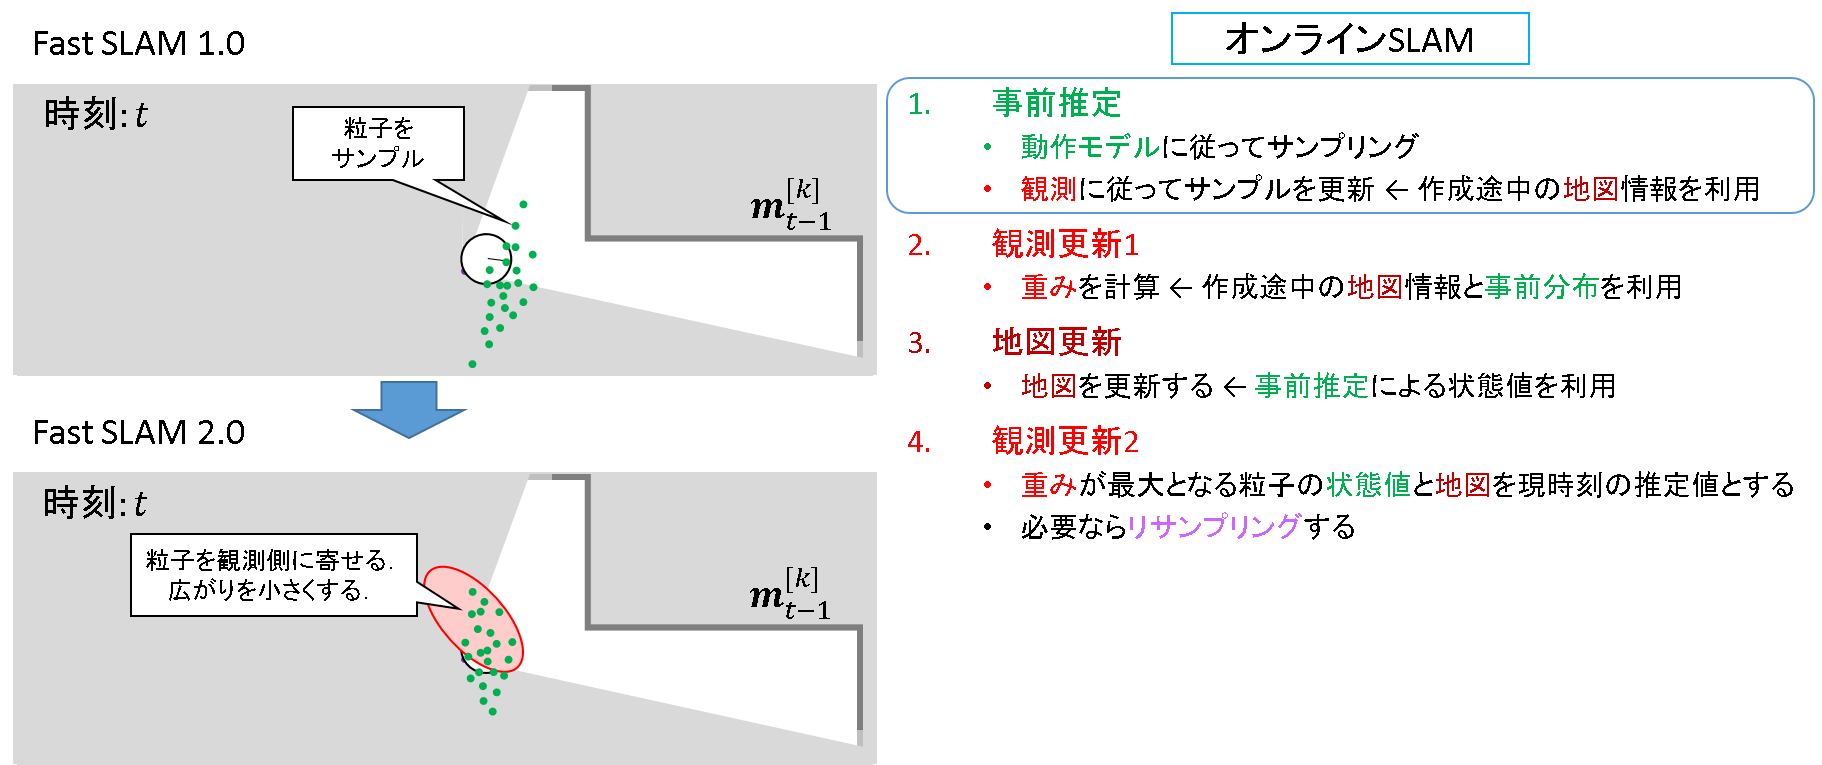 Fast SLAM 1.0
時刻: t
粒子を
サンプル
m_{t−1}^{[k]}
Fast SLAM 2.0
時刻: t
粒子を観測側に寄せる．
広がりを小さくする．
m_{t−1}^{[k]}
オンラインSLAM
1. 事前推定
• 動作モデルに従ってサンプリング
• 観測に従ってサンプルを更新 ← 作成途中の地図情報を利用
2. 観測更新1
• 重みを計算 ← 作成途中の地図情報と事前分布を利用
3. 地図更新
• 地図を更新する ← 事前推定による状態値を利用
4. 観測更新2
• 重みが最大となる粒子の状態値と地図を現時刻の推定値とする
• 必要ならリサンプリングする